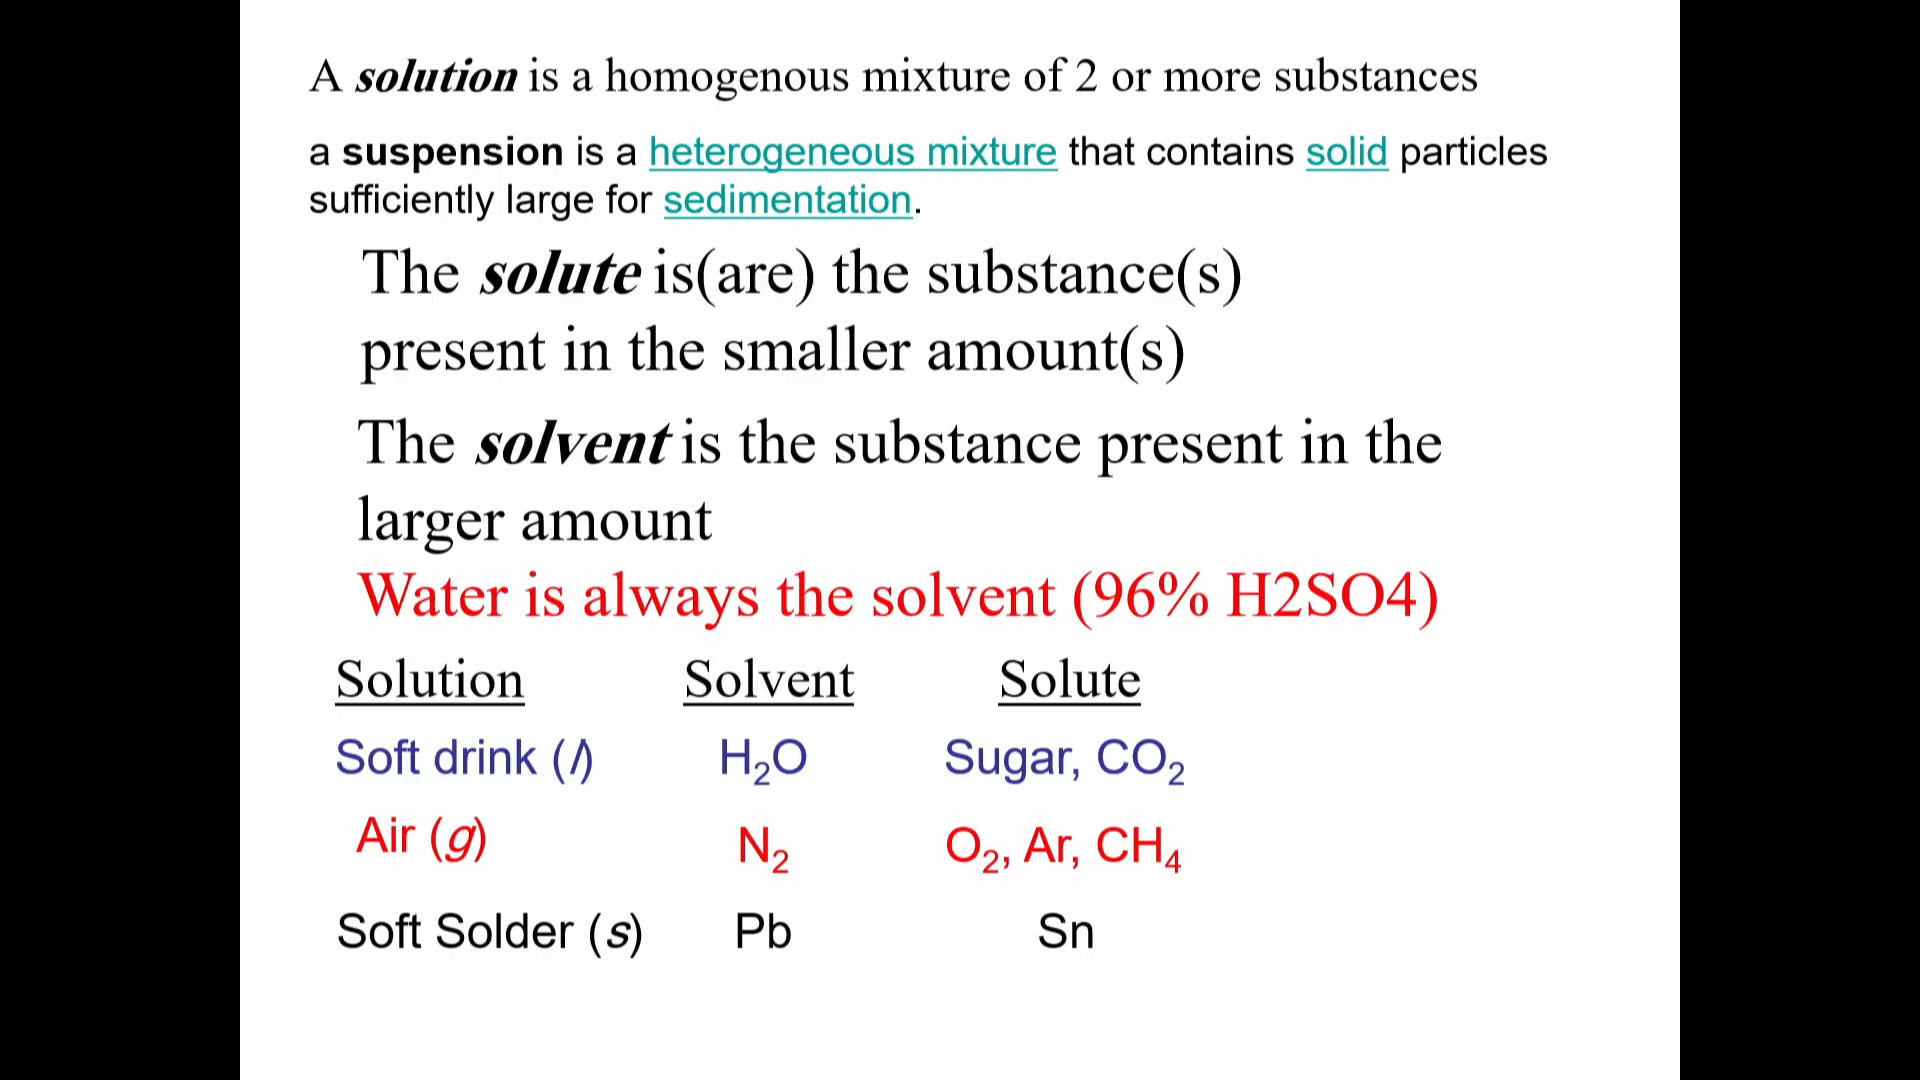 A solution is a homogenous mixture of 2 or more substances
a suspension is a heterogeneous mixture that contains solid particles
sufficiently large for sedimentation.
The solute is(are) the substance(s)
present in the smaller amount(s)
The solvent is the substance present in the
larger amount
Water is always the solvent (96% H2SO4)
Solution Solvent Solute
Soft drink (l) H₂O Sugar, CO₂
Air (g) N₂ O₂, Ar, CH₄
Soft Solder (s) Pb Sn